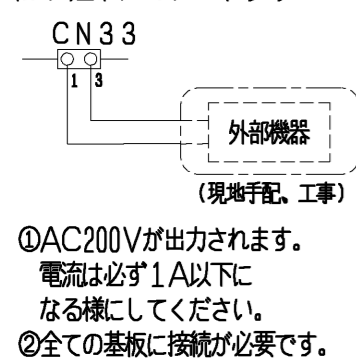 CN33
1 3
外部機器
(現地手配、工事)
①AC200Vが出力されます。
電流は必ず1A以下に
なる様にしてください。
②全ての基板に接続が必要です。